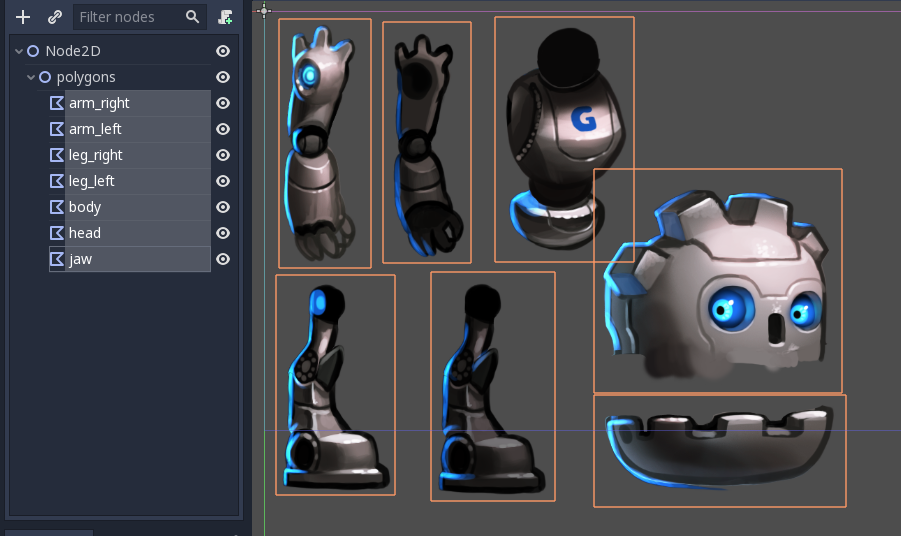 Filter nodes
Node2D
polygons
arm_right
arm_left
leg_right
leg_left
body
head
jaw
G